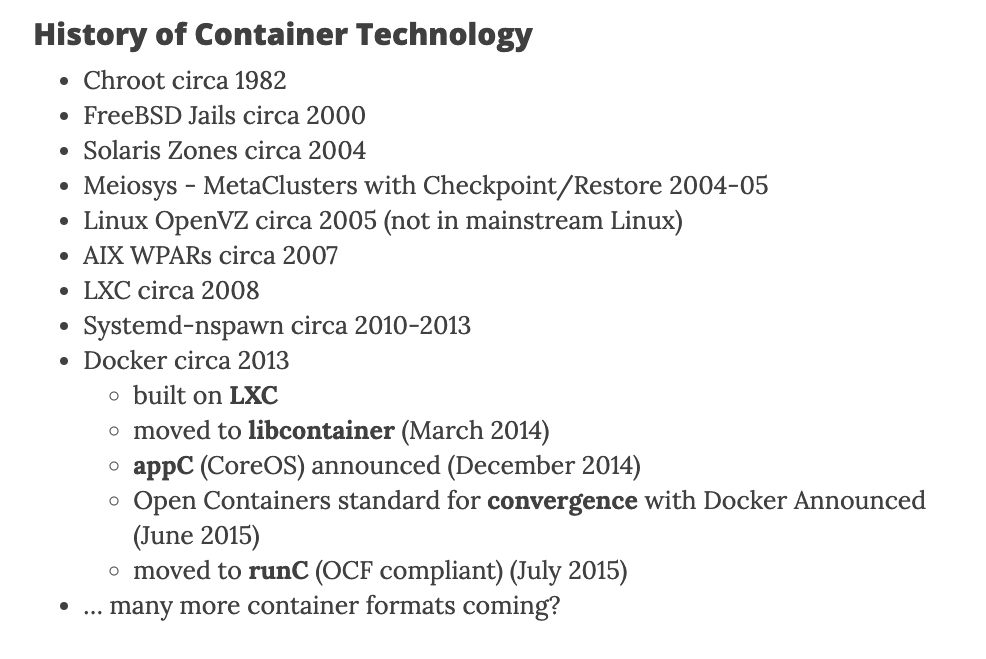 History of Container Technology
• Chroot circa 1982
• FreeBSD Jails circa 2000
• Solaris Zones circa 2004
• Meiosys - MetaClusters with Checkpoint/Restore 2004-05
• Linux OpenVZ circa 2005 (not in mainstream Linux)
• AIX WPARs circa 2007
• LXC circa 2008
• Systemd-nspawn circa 2010-2013
• Docker circa 2013
◦ built on LXC
◦ moved to libcontainer (March 2014)
◦ appC (CoreOS) announced (December 2014)
◦ Open Containers standard for convergence with Docker Announced
(June 2015)
◦ moved to runC (OCF compliant) (July 2015)
• ... many more container formats coming?